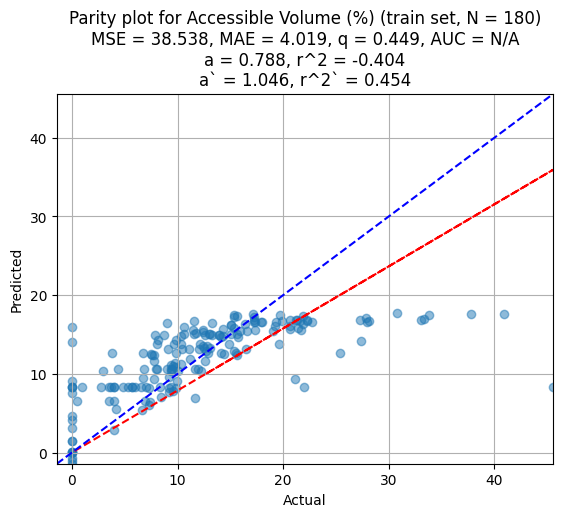 Parity plot for Accessible Volume (%) (train set, N = 180)
MSE = 38.538, MAE = 4.019, q = 0.449, AUC = N/A
a = 0.788, r^2 = -0.404
a` = 1.046, r^2` = 0.454
40
30
20
10
0
Predicted
0 10 20 30 40
Actual